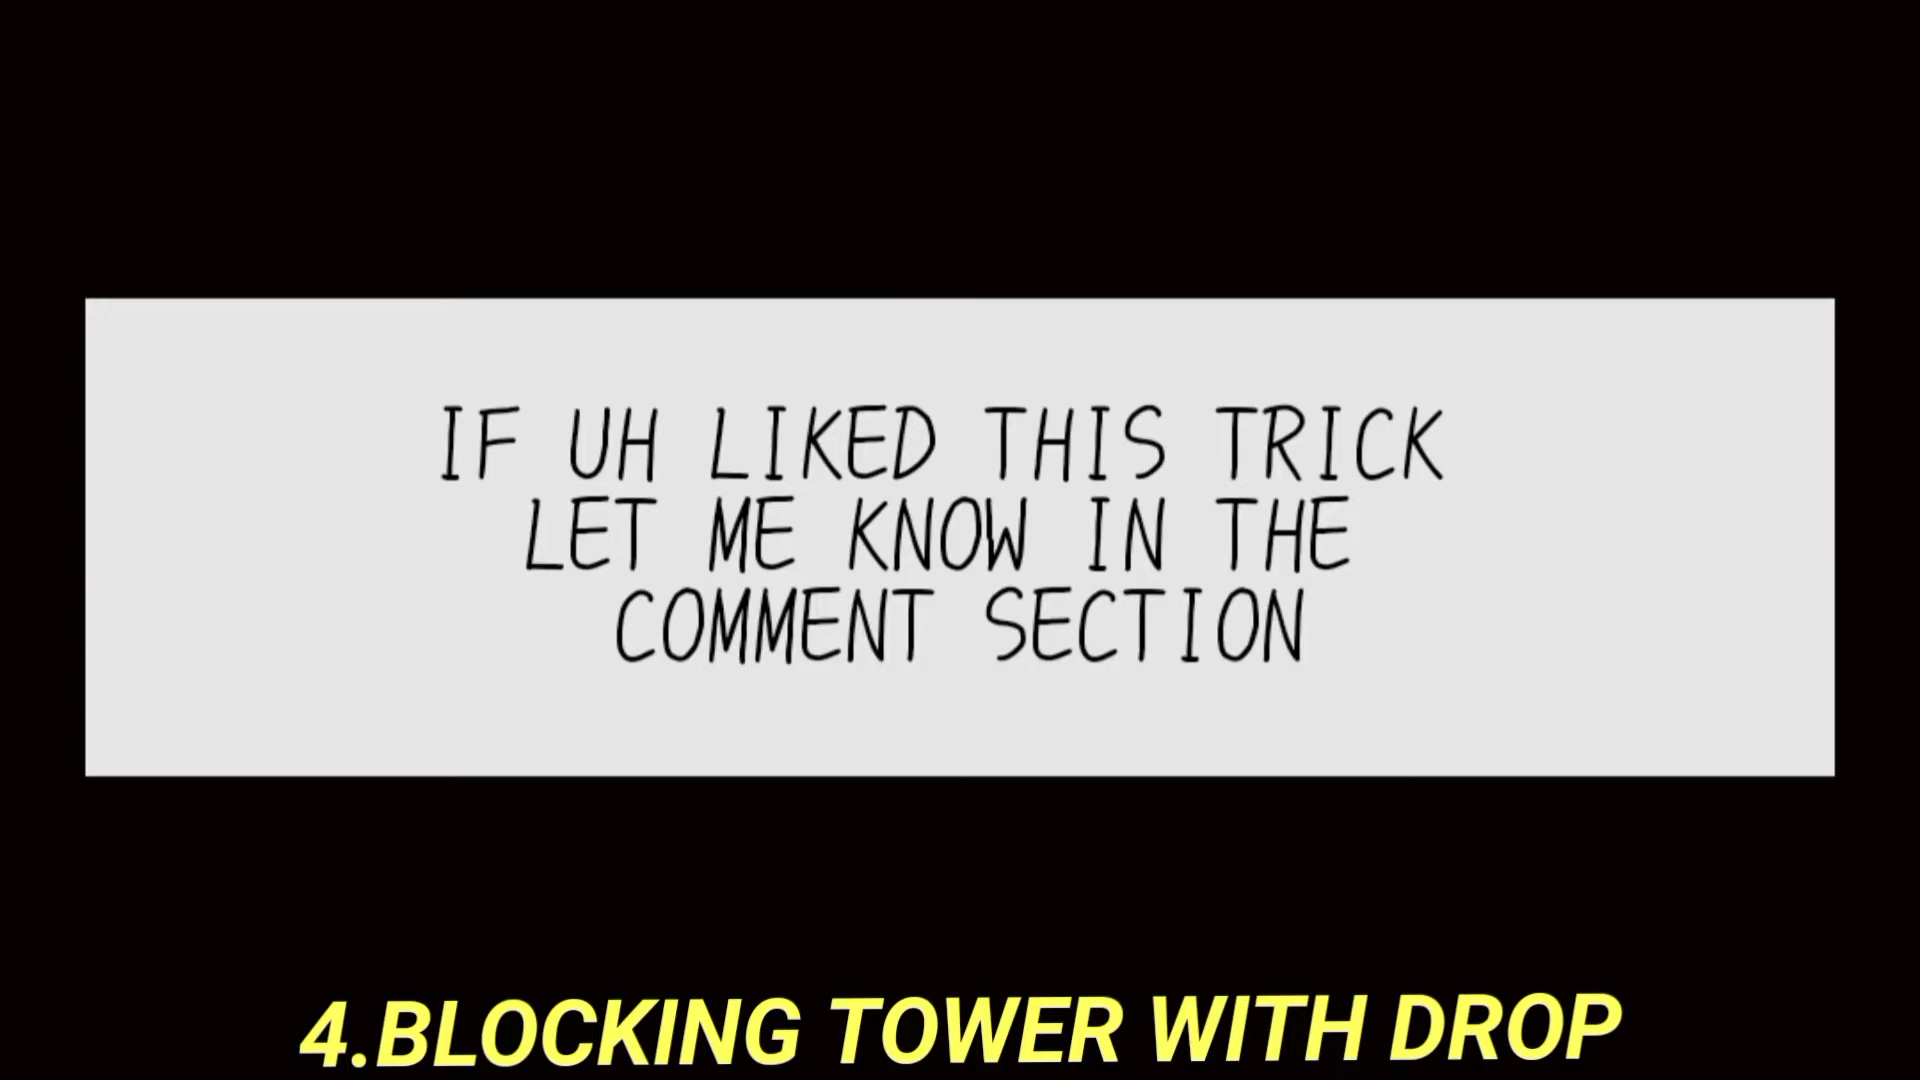 IF UH LIKED THIS TRICK
LET ME KNOW IN THE
COMMENT SECTION
4.BLOCKING TOWER WITH DROP